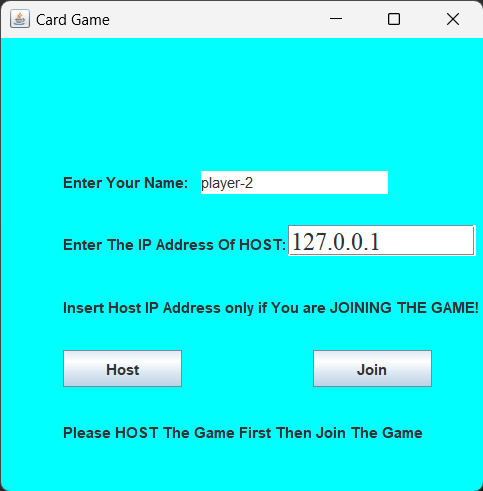 Card Game
Enter Your Name: player-2
Enter The IP Address Of HOST: 127.0.0.1
Insert Host IP Address only if You are JOINING THE GAME!
Host Join
Please HOST The Game First Then Join The Game